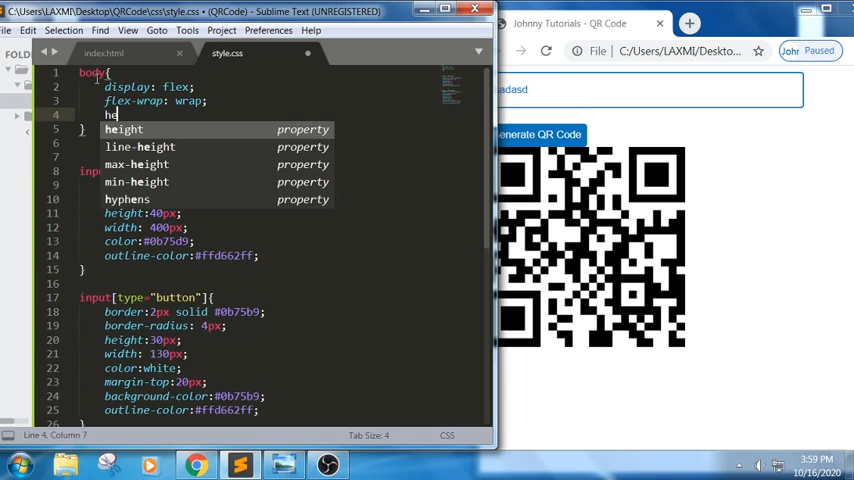 C:\Users\LAXMI\Desktop\QRCode\css\style.css • (QRCode) - Sublime Text (UNREGISTERED)
File Edit Selection Find View Goto Tools Project Preferences Help
FOLD
index.html
style.css
1 body{
2 display: flex;
3 flex-wrap: wrap;
4 he
5 }
height property
line-height property
max-height property
min-height property
hyphens property
6
7
8 inp
9
10
11 height:40px;
12 width: 400px;
13 color:#0b75d9;
14 outline-color:#ffd662ff;
15 }
16
17 input[type="button"]{
18 border:2px solid #0b75b9;
19 border-radius: 4px;
20 height:30px;
21 width: 130px;
22 color:white;
23 margin-top:20px;
24 background-color:#0b75b9;
25 outline-color:#ffd662ff;
26 }
Line 4, Column 7
Tab Size: 4
CSS
Johnny Tutorials - QR Code
File
C:/Users/LAXMI/Deskto...
John
Paused
adasd
enerate QR Code
3:59 PM
10/16/2020